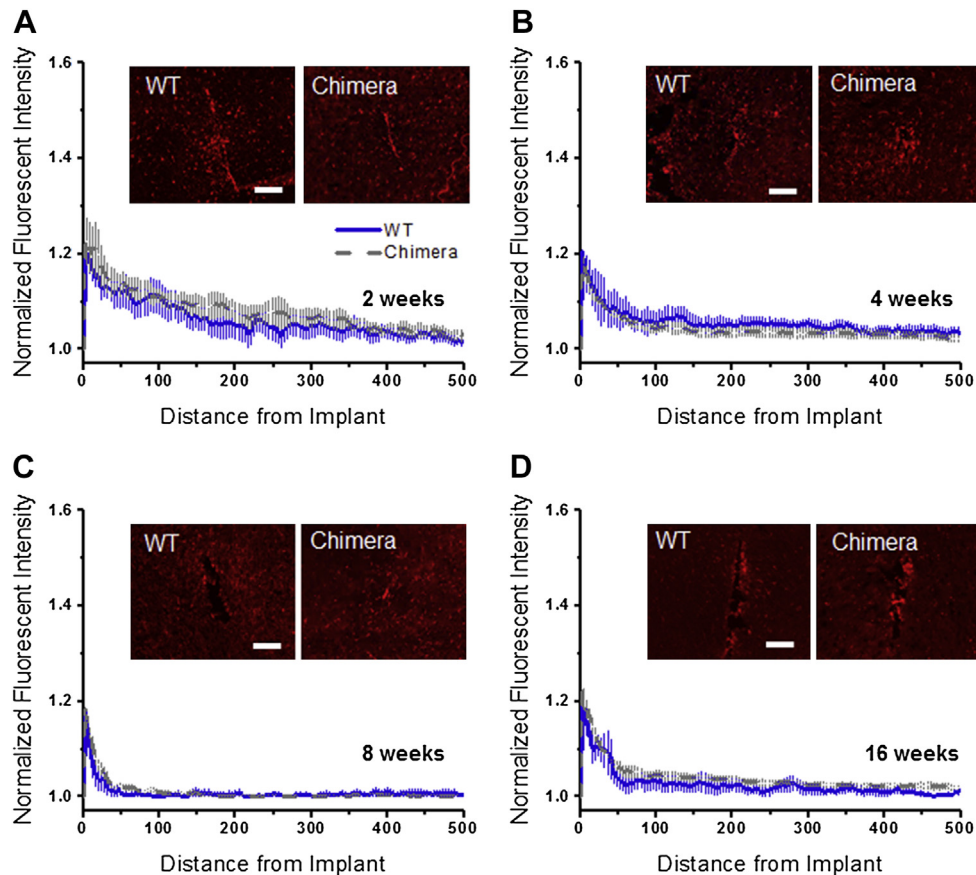 A
Normalized Fluorescent Intensity
1.6
1.4
1.2
1.0
WT
Chimera
WT
Chimera
2 weeks
0 100 200 300 400 500
Distance from Implant
B
Normalized Fluorescent Intensity
1.6
1.4
1.2
1.0
WT
Chimera
4 weeks
0 100 200 300 400 500
Distance from Implant
C
Normalized Fluorescent Intensity
1.6
1.4
1.2
1.0
WT
Chimera
8 weeks
0 100 200 300 400 500
Distance from Implant
D
Normalized Fluorescent Intensity
1.6
1.4
1.2
1.0
WT
Chimera
16 weeks
0 100 200 300 400 500
Distance from Implant